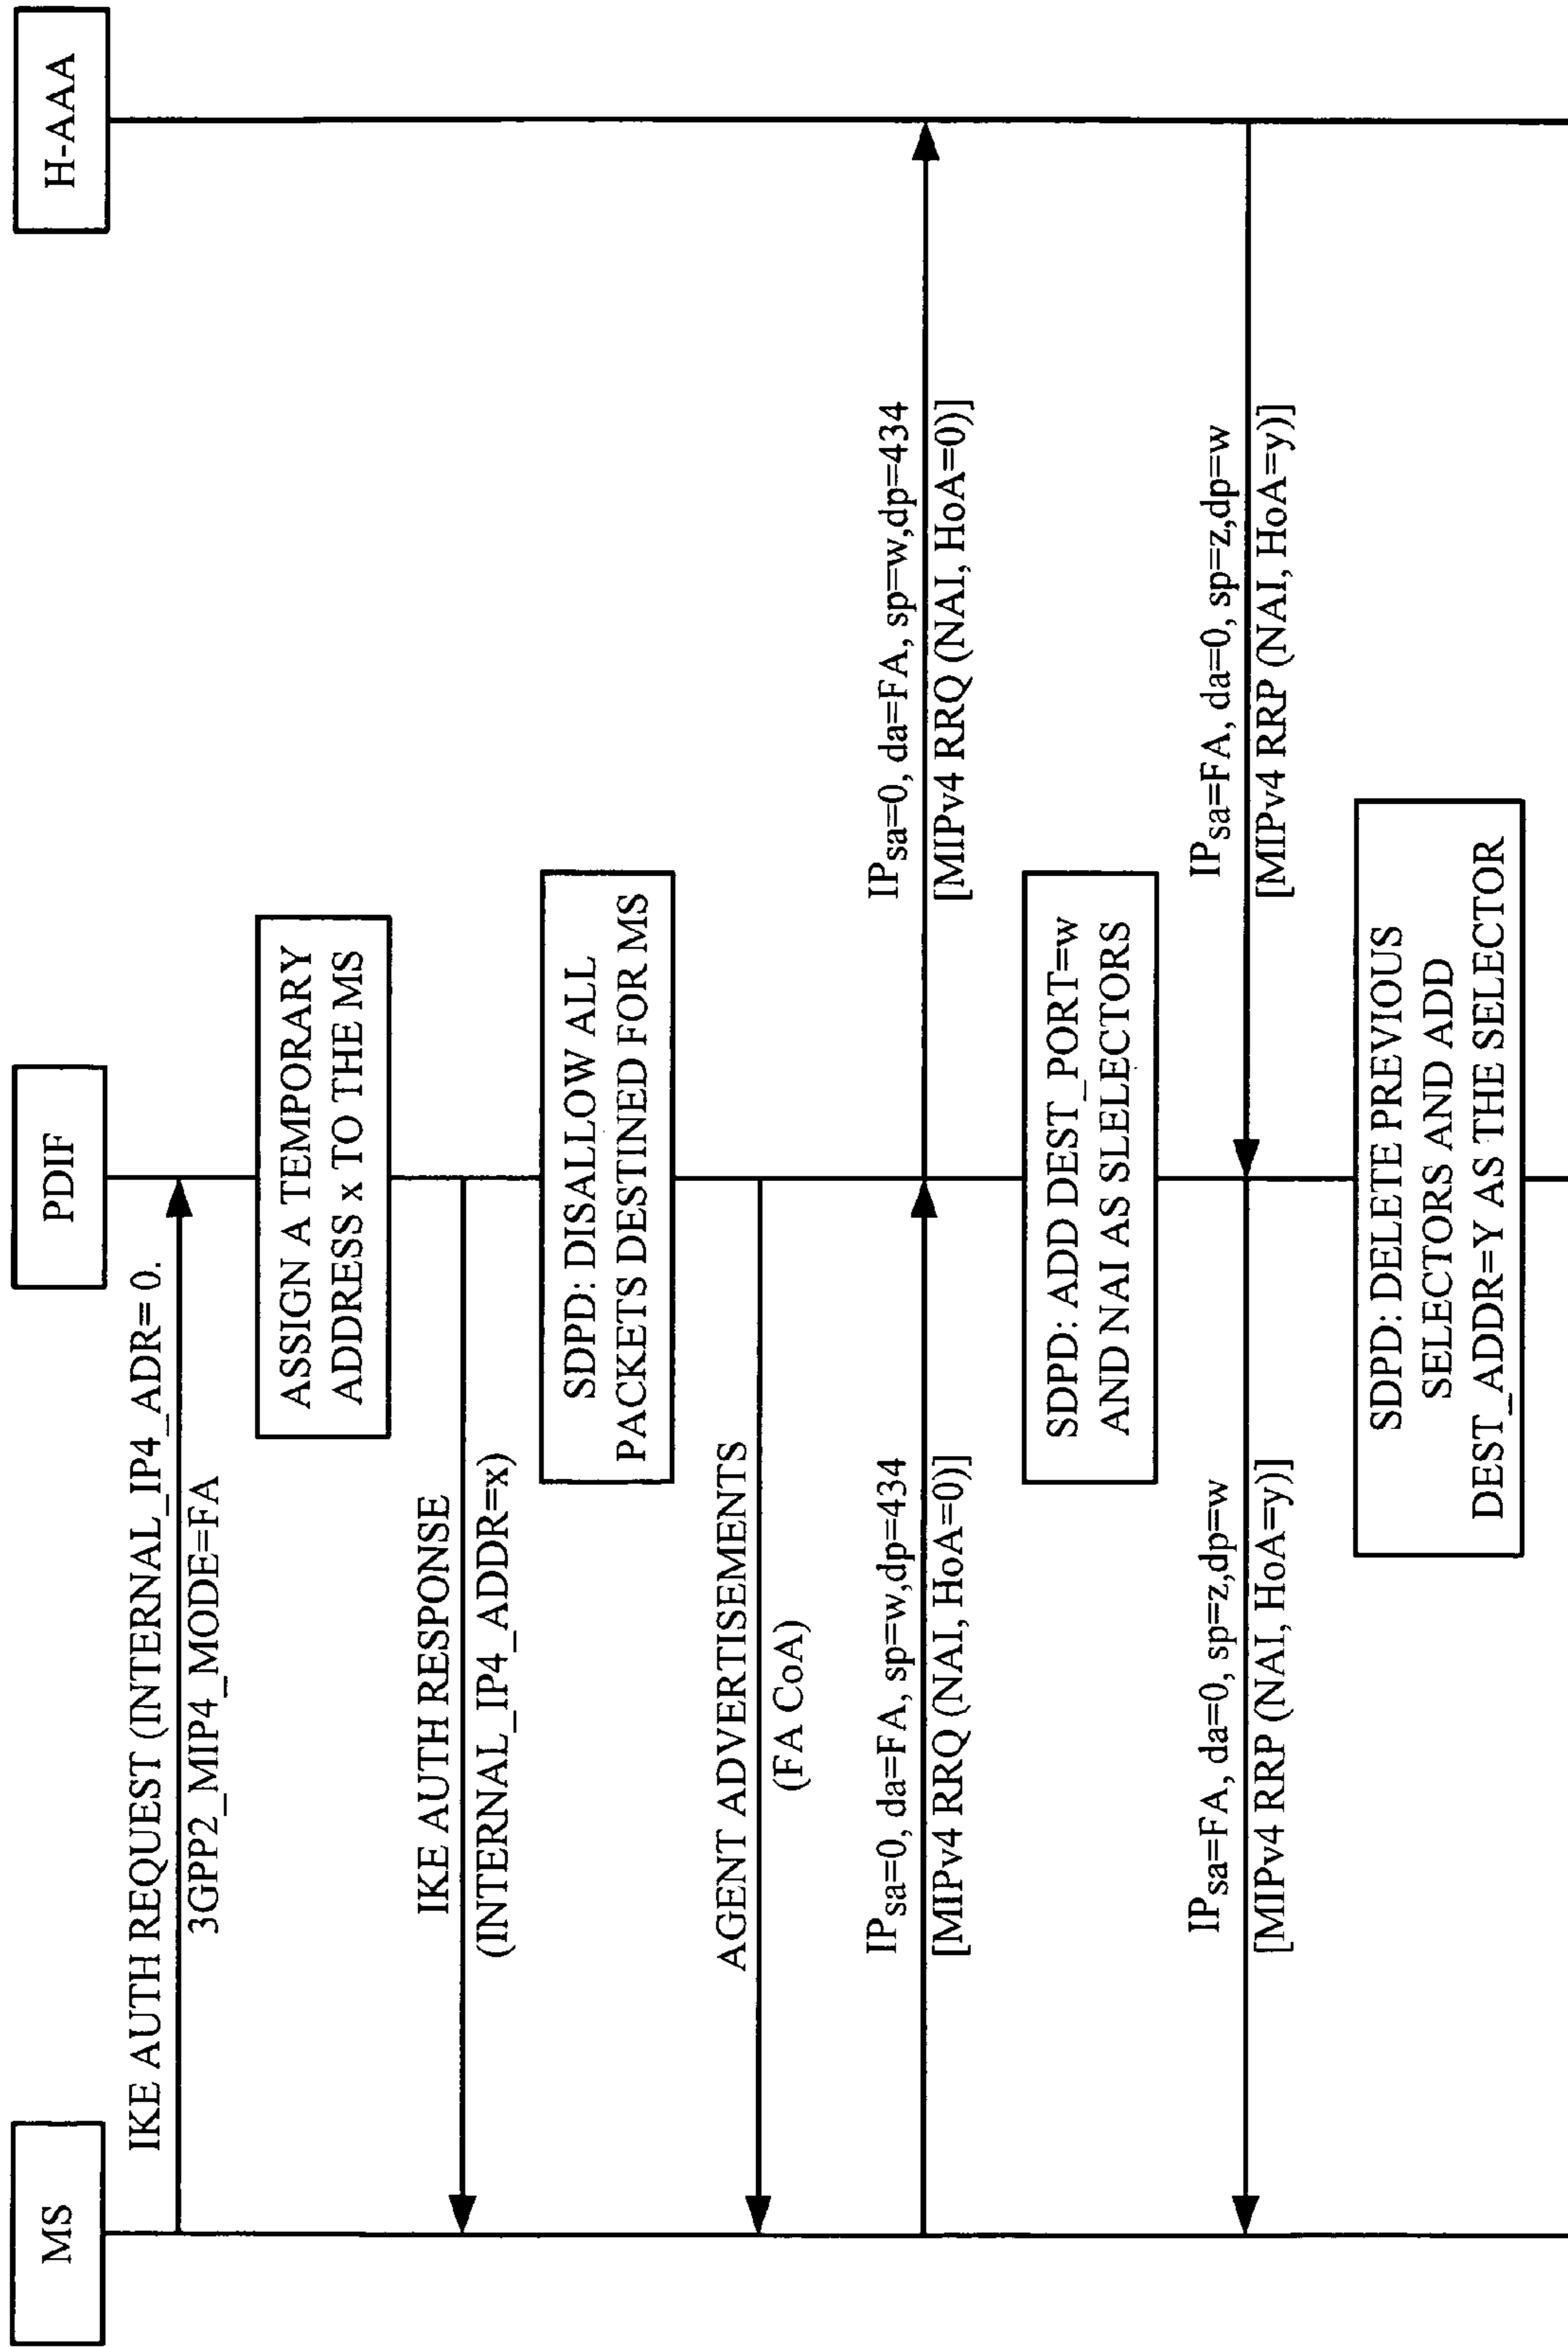 MS
PDIF
H-AAA
IKE AUTH REQUEST (INTERNAL_IP4_ADR= 0.
3GPP2_MIP4_MODE=FA
ASSIGN A TEMPORARY
ADDRESS x TO THE MS
IKE AUTH RESPONSE
(INTERNAL_IP4_ADDR=x)
SDPD: DISALLOW ALL
PACKETS DESTINED FOR MS
AGENT ADVERTISEMENTS
(FA CoA)
IPsa=0, da=FA, sp=w,dp=434
[MIPv4 RRQ (NAI, HoA=0)]
IPsa=0, da=FA, sp=w,dp=434
[MIPv4 RRQ (NAI, HoA=0)]
SDPD: ADD DEST_PORT=w
AND NAI AS SLELECTORS
IPsa=FA, da=0, sp=z,dp=w
[MIPv4 RRP (NAI, HoA=y)]
IPsa=FA, da=0, sp=z,dp=w
[MIPv4 RRP (NAI, HoA=y)]
SDPD: DELETE PREVIOUS
SELECTORS AND ADD
DEST_ADDR=Y AS THE SELECTOR